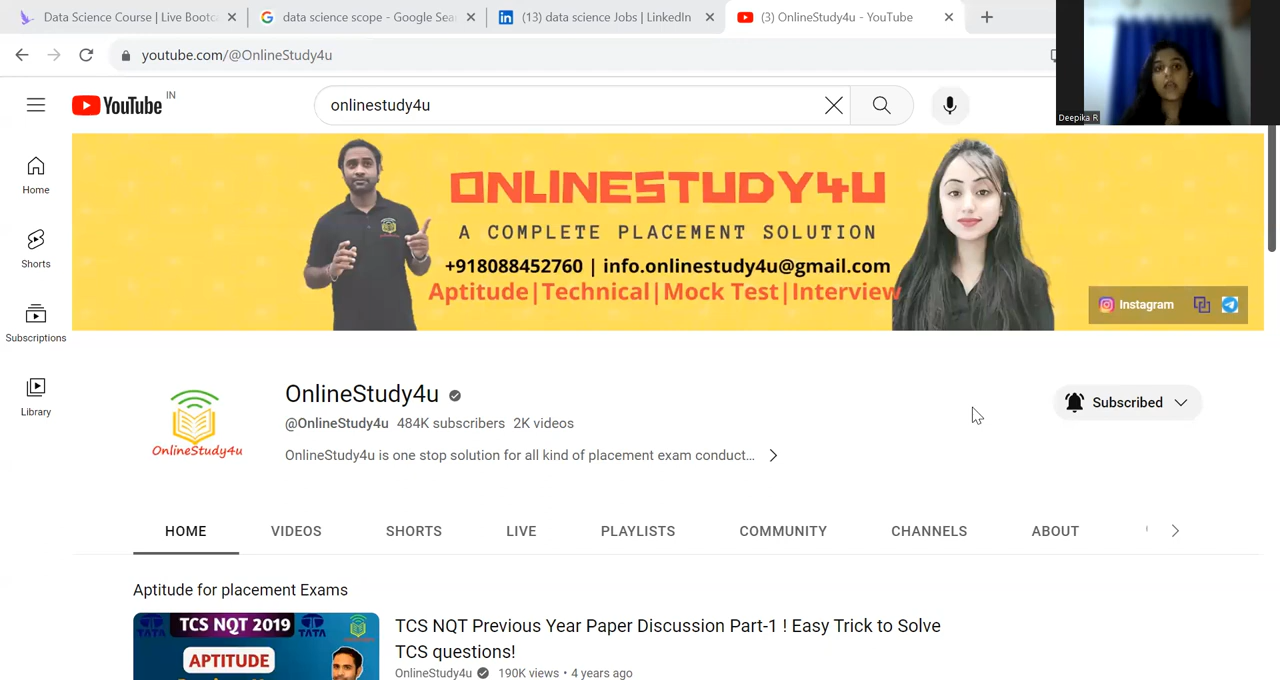 Data Science Course | Live Bootc
data science scope - Google Sea
in (13) data science Jobs | LinkedIn
(3) OnlineStudy4u - YouTube
youtube.com/@OnlineStudy4u
Deepika R
YouTube IN
onlinestudy4u
Home
Shorts
Subscriptions
Library
ONLINESTUDY4U
A COMPLETE PLACEMENT SOLUTION
+918088452760 | info.onlinestudy4u@gmail.com
Aptitude|Technical|Mock Test|Interview
Instagram
OnlineStudy4u
OnlineStudy4u
@OnlineStudy4u 484K subscribers 2K videos
OnlineStudy4u is one stop solution for all kind of placement exam conduct...
Subscribed
HOME VIDEOS SHORTS LIVE PLAYLISTS COMMUNITY CHANNELS ABOUT
Aptitude for placement Exams
TCS NQT 2019
TATA TATA
APTITUDE
TCS NQT Previous Year Paper Discussion Part-1 ! Easy Trick to Solve
TCS questions!
OnlineStudy4u 190K views • 4 years ago